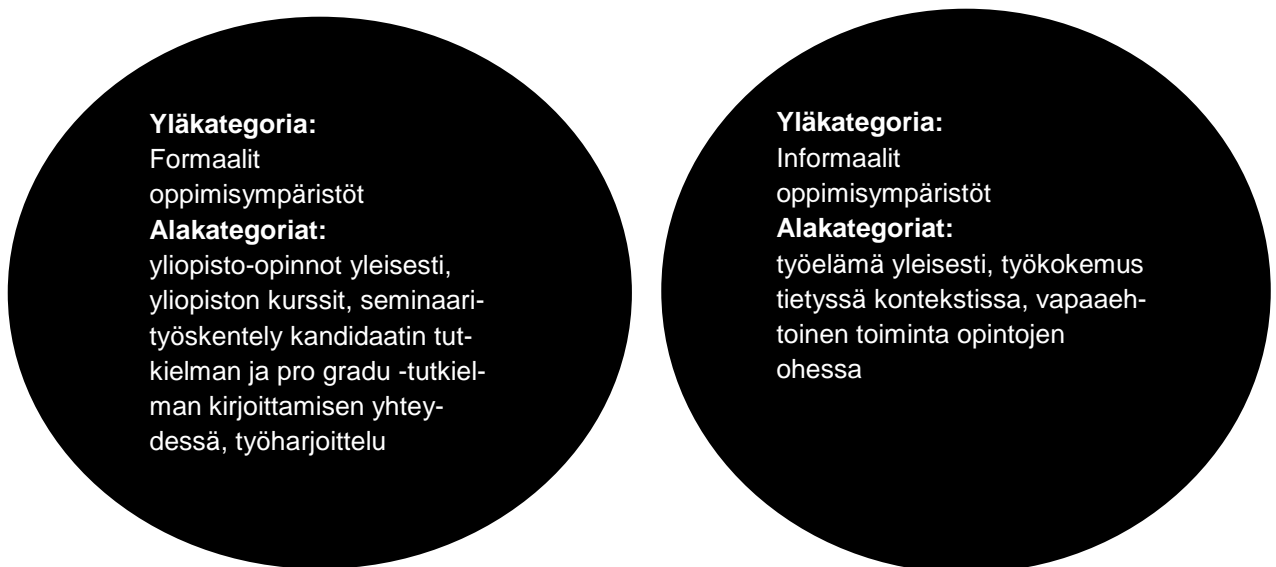 Yläkategoria:
Formaalit
oppimisympäristöt
Alakategoriat:
yliopisto-opinnot yleisesti,
yliopiston kurssit, seminaari-
työskentely kandidaatin tut-
kielman ja pro gradu -tutkiel-
man kirjoittamisen yhtey-
dessä, työharjoittelu
Yläkategoria:
Informaalit
oppimisympäristöt
Alakategoriat:
työelämä yleisesti, työkokemus
tietyssä kontekstissa, vapaaeh-
toinen toiminta opintojen
ohessa